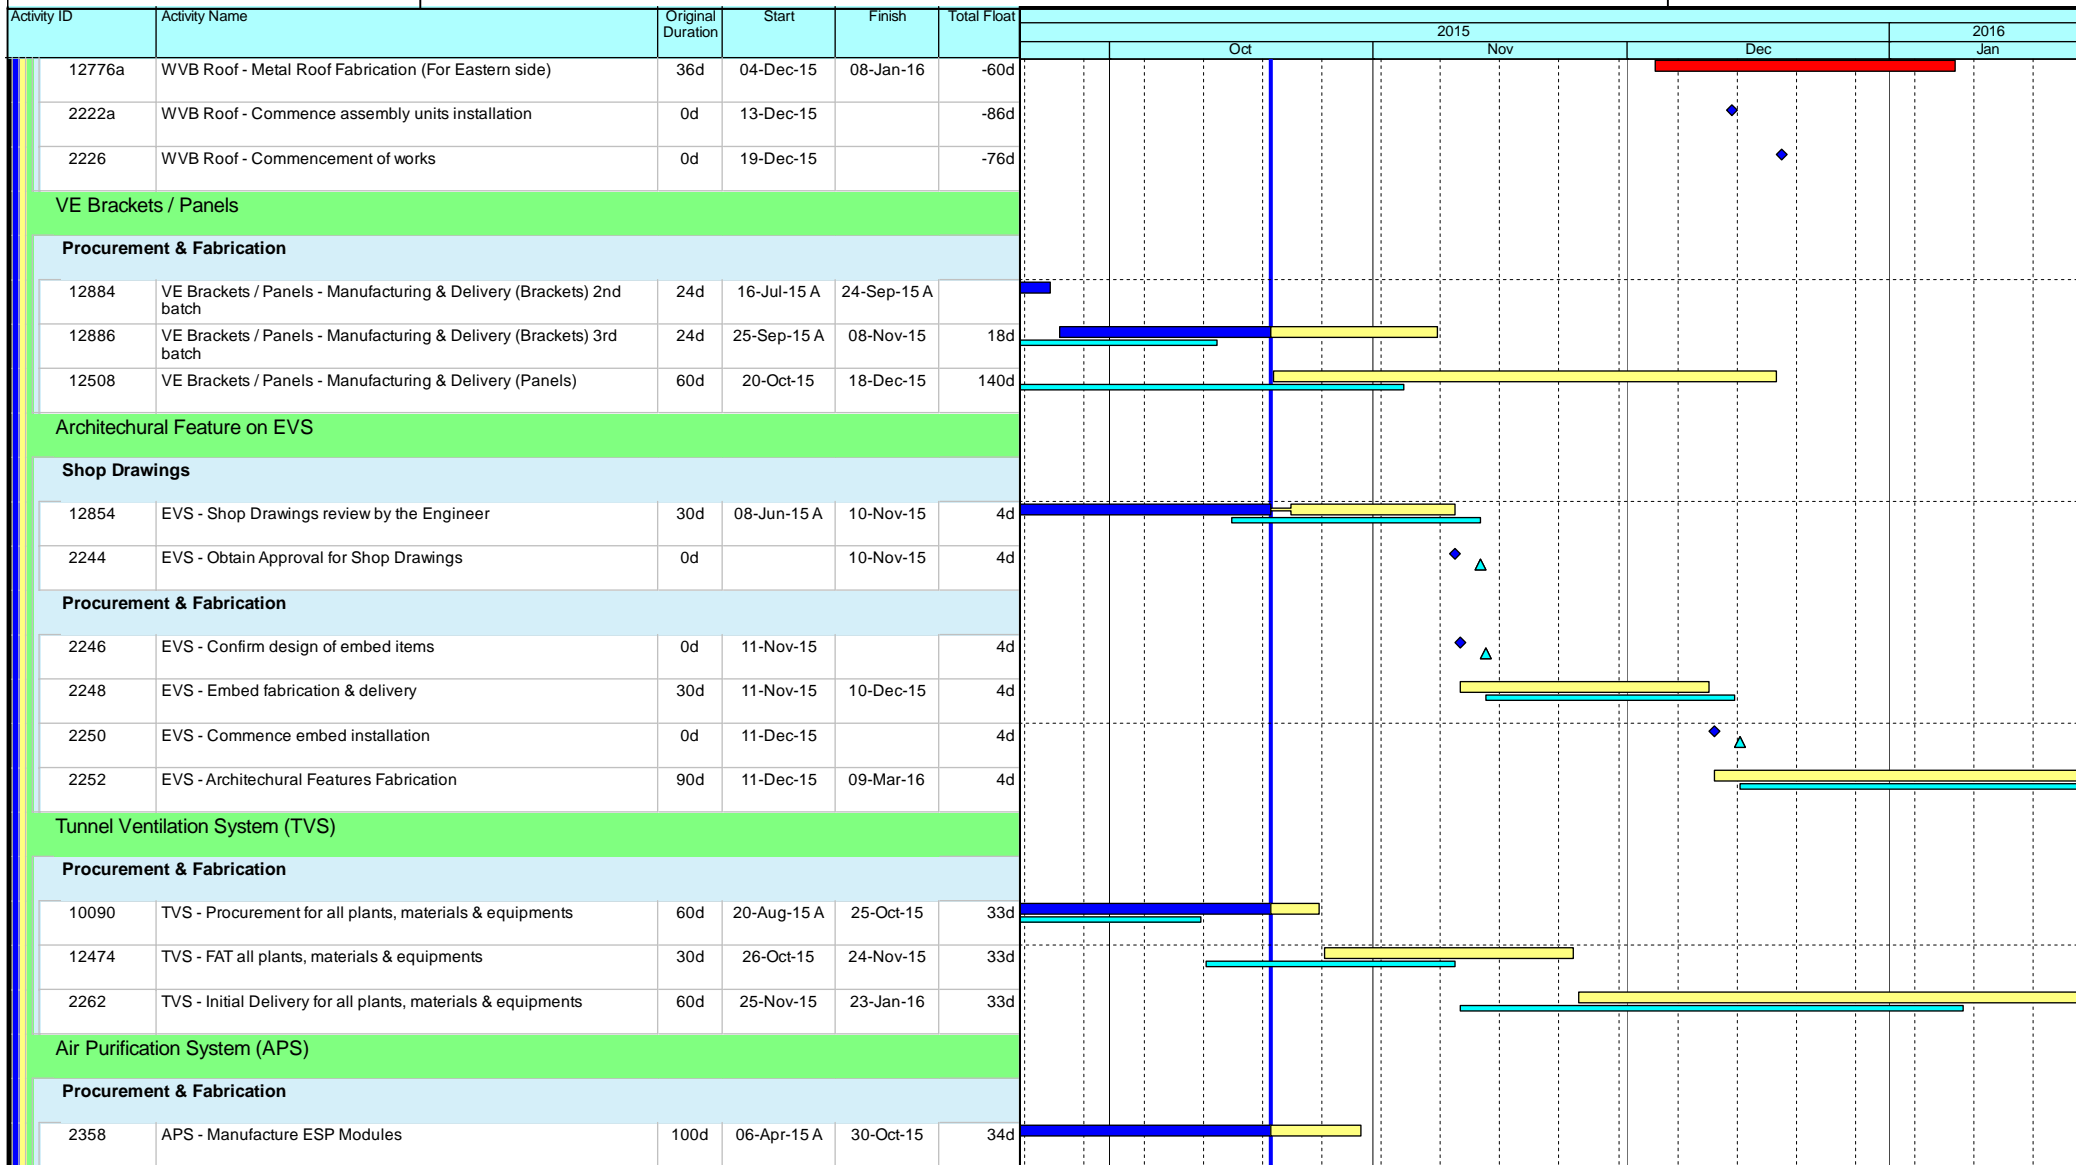 Activity ID Activity Name Original Duration Start Finish Total Float
2015 2016
Oct Nov Dec Jan
12776a WVB Roof - Metal Roof Fabrication (For Eastern side) 36d 04-Dec-15 08-Jan-16 -60d
2222a WVB Roof - Commence assembly units installation 0d 13-Dec-15 -86d
2226 WVB Roof - Commencement of works 0d 19-Dec-15 -76d
VE Brackets / Panels
Procurement & Fabrication
12884 VE Brackets / Panels - Manufacturing & Delivery (Brackets) 2nd 24d 16-Jul-15 A 24-Sep-15 A
batch
12886 VE Brackets / Panels - Manufacturing & Delivery (Brackets) 3rd 24d 25-Sep-15 A 08-Nov-15 18d
batch
12508 VE Brackets / Panels - Manufacturing & Delivery (Panels) 60d 20-Oct-15 18-Dec-15 140d
Architechural Feature on EVS
Shop Drawings
12854 EVS - Shop Drawings review by the Engineer 30d 08-Jun-15 A 10-Nov-15 4d
2244 EVS - Obtain Approval for Shop Drawings 0d 10-Nov-15 4d
Procurement & Fabrication
2246 EVS - Confirm design of embed items 0d 11-Nov-15 4d
2248 EVS - Embed fabrication & delivery 30d 11-Nov-15 10-Dec-15 4d
2250 EVS - Commence embed installation 0d 11-Dec-15 4d
2252 EVS - Architechural Features Fabrication 90d 11-Dec-15 09-Mar-16 4d
Tunnel Ventilation System (TVS)
Procurement & Fabrication
10090 TVS - Procurement for all plants, materials & equipments 60d 20-Aug-15 A 25-Oct-15 33d
12474 TVS - FAT all plants, materials & equipments 30d 26-Oct-15 24-Nov-15 33d
2262 TVS - Initial Delivery for all plants, materials & equipments 60d 25-Nov-15 23-Jan-16 33d
Air Purification System (APS)
Procurement & Fabrication
2358 APS - Manufacture ESP Modules 100d 06-Apr-15 A 30-Oct-15 34d